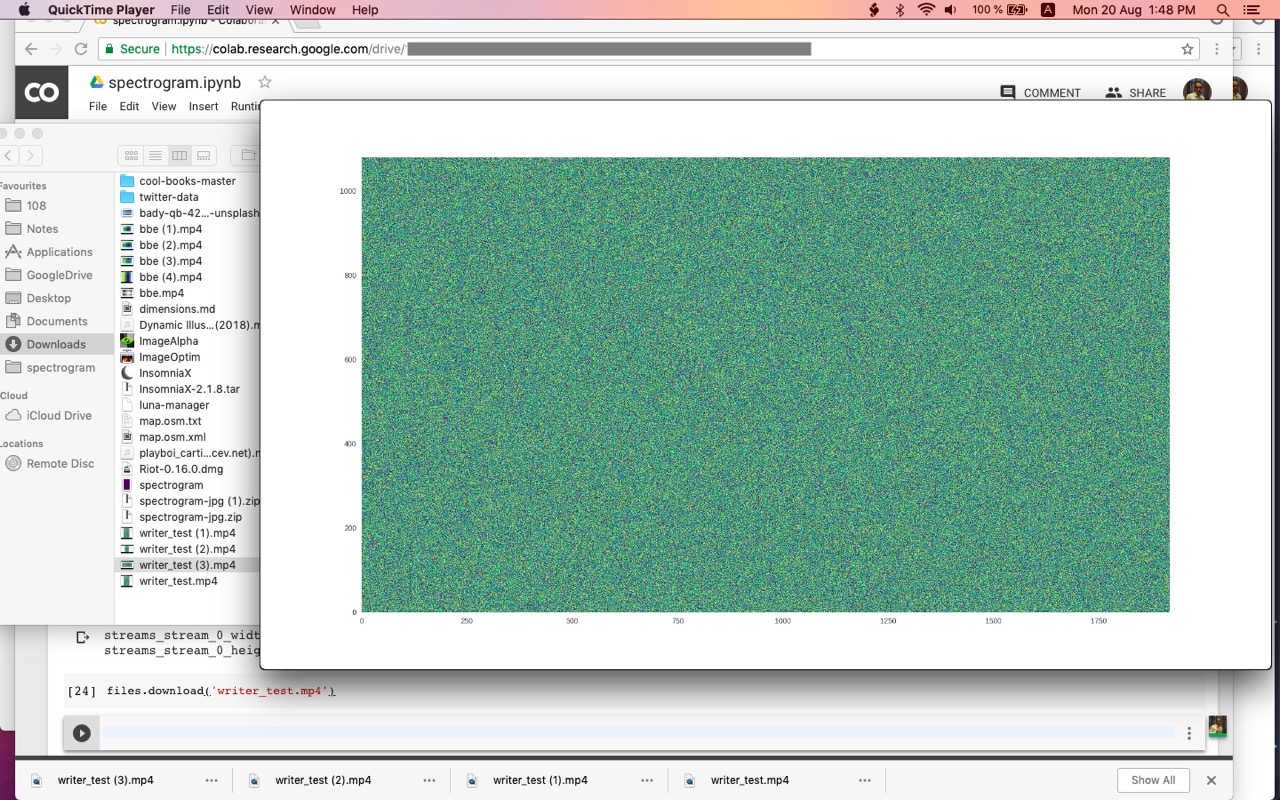 QuickTime Player File Edit View Window Help 100 % A Mon 20 Aug 1:48 PM
spectrogram.ipynb - Colabora
Secure https://colab.research.google.com/drive/
CO spectrogram.ipynb
COMMENT SHARE
File Edit View Insert Runti
Favourites
108
Notes
Applications
GoogleDrive
Desktop
Documents
Downloads
spectrogram
iCloud Drive
Locations
Remote Disc
cool-books-master
twitter-data
bady-qb-42...-unsplash
bbe (1).mp4
bbe (2).mp4
bbe (3).mp4
bbe (4).mp4
bbe.mp4
dimensions.md
Dynamic Illus...(2018).m
ImageAlpha
ImageOptim
InsomniaX
InsomniaX-2.1.8.tar
luna-manager
map.osm.txt
map.osm.xml
playboi_carti...cev.net).m
Riot-0.16.0.dmg
spectrogram
spectrogram-jpg (1).zip
spectrogram-jpg.zip
writer_test (1).mp4
writer_test (2).mp4
writer_test (3).mp4
writer_test.mp4
1000
800
600
400
200
0
0 250 500 750 1000 1250 1500 1750
streams_stream_0_widt
streams_stream_0_heig
[24] files.download('writer_test.mp4')
writer_test (3).mp4 writer_test (2).mp4 writer_test (1).mp4 writer_test.mp4 Show All